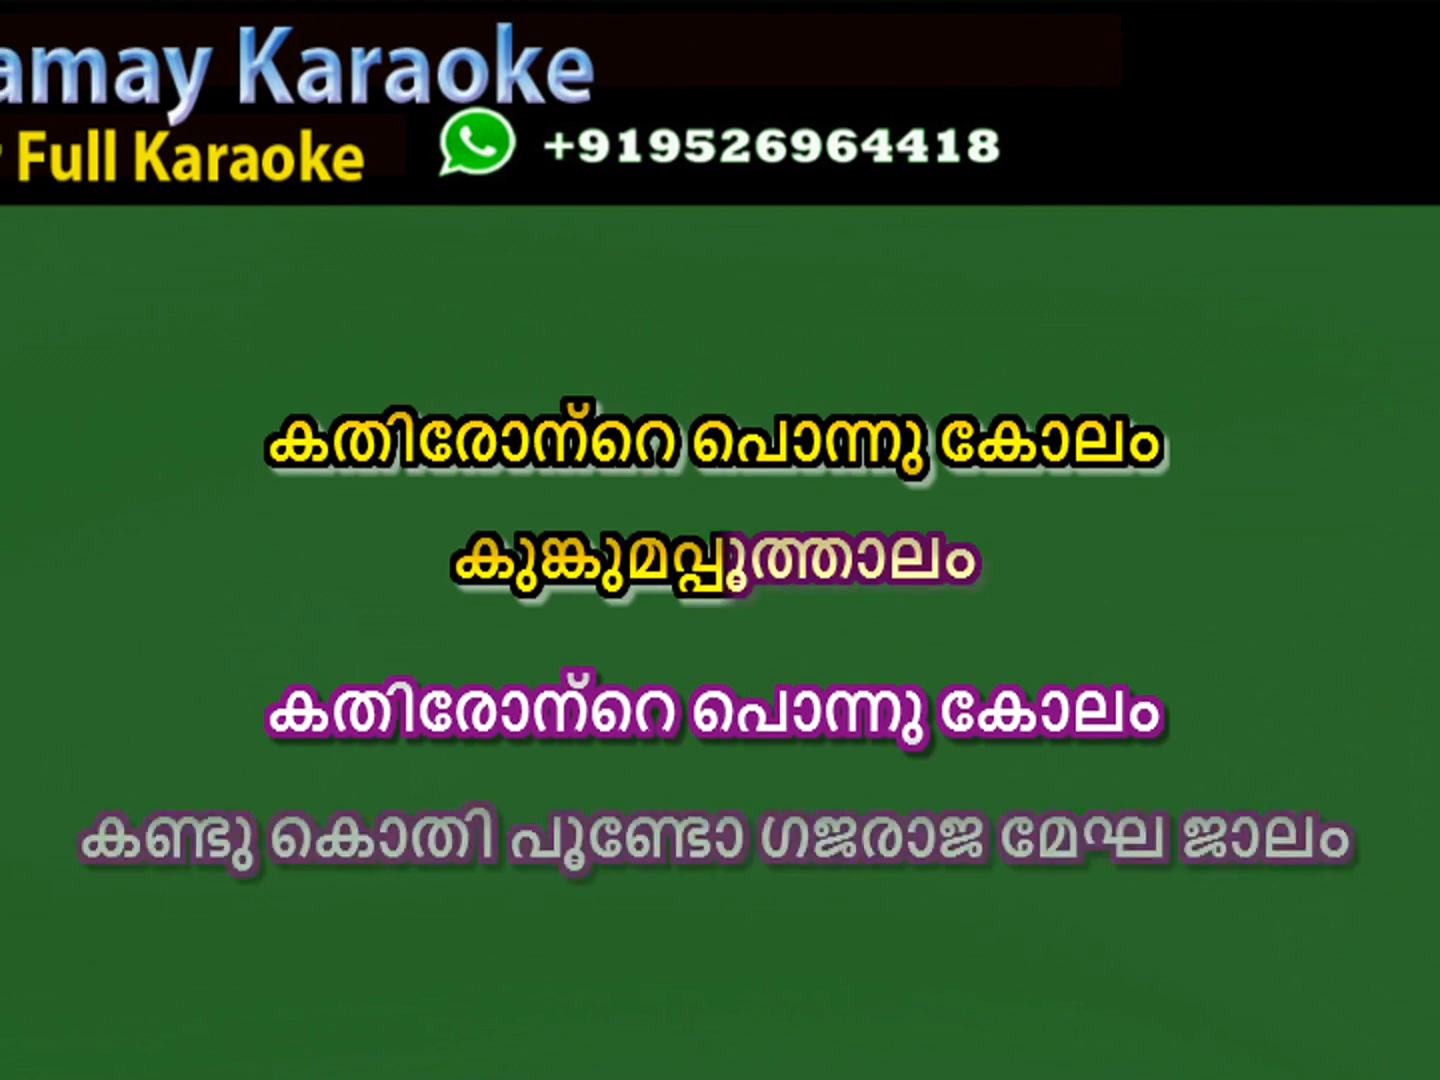 amay Karaoke
Full Karaoke +919526964418
കതിരോന്റെ പൊന്നു കോലം
കുങ്കുമപ്പൂത്താലം
കതിരോന്റെ പൊന്നു കോലം
കണ്ടു കൊതി പൂണ്ടോ ഗജരാജ മേഘ ജാലം